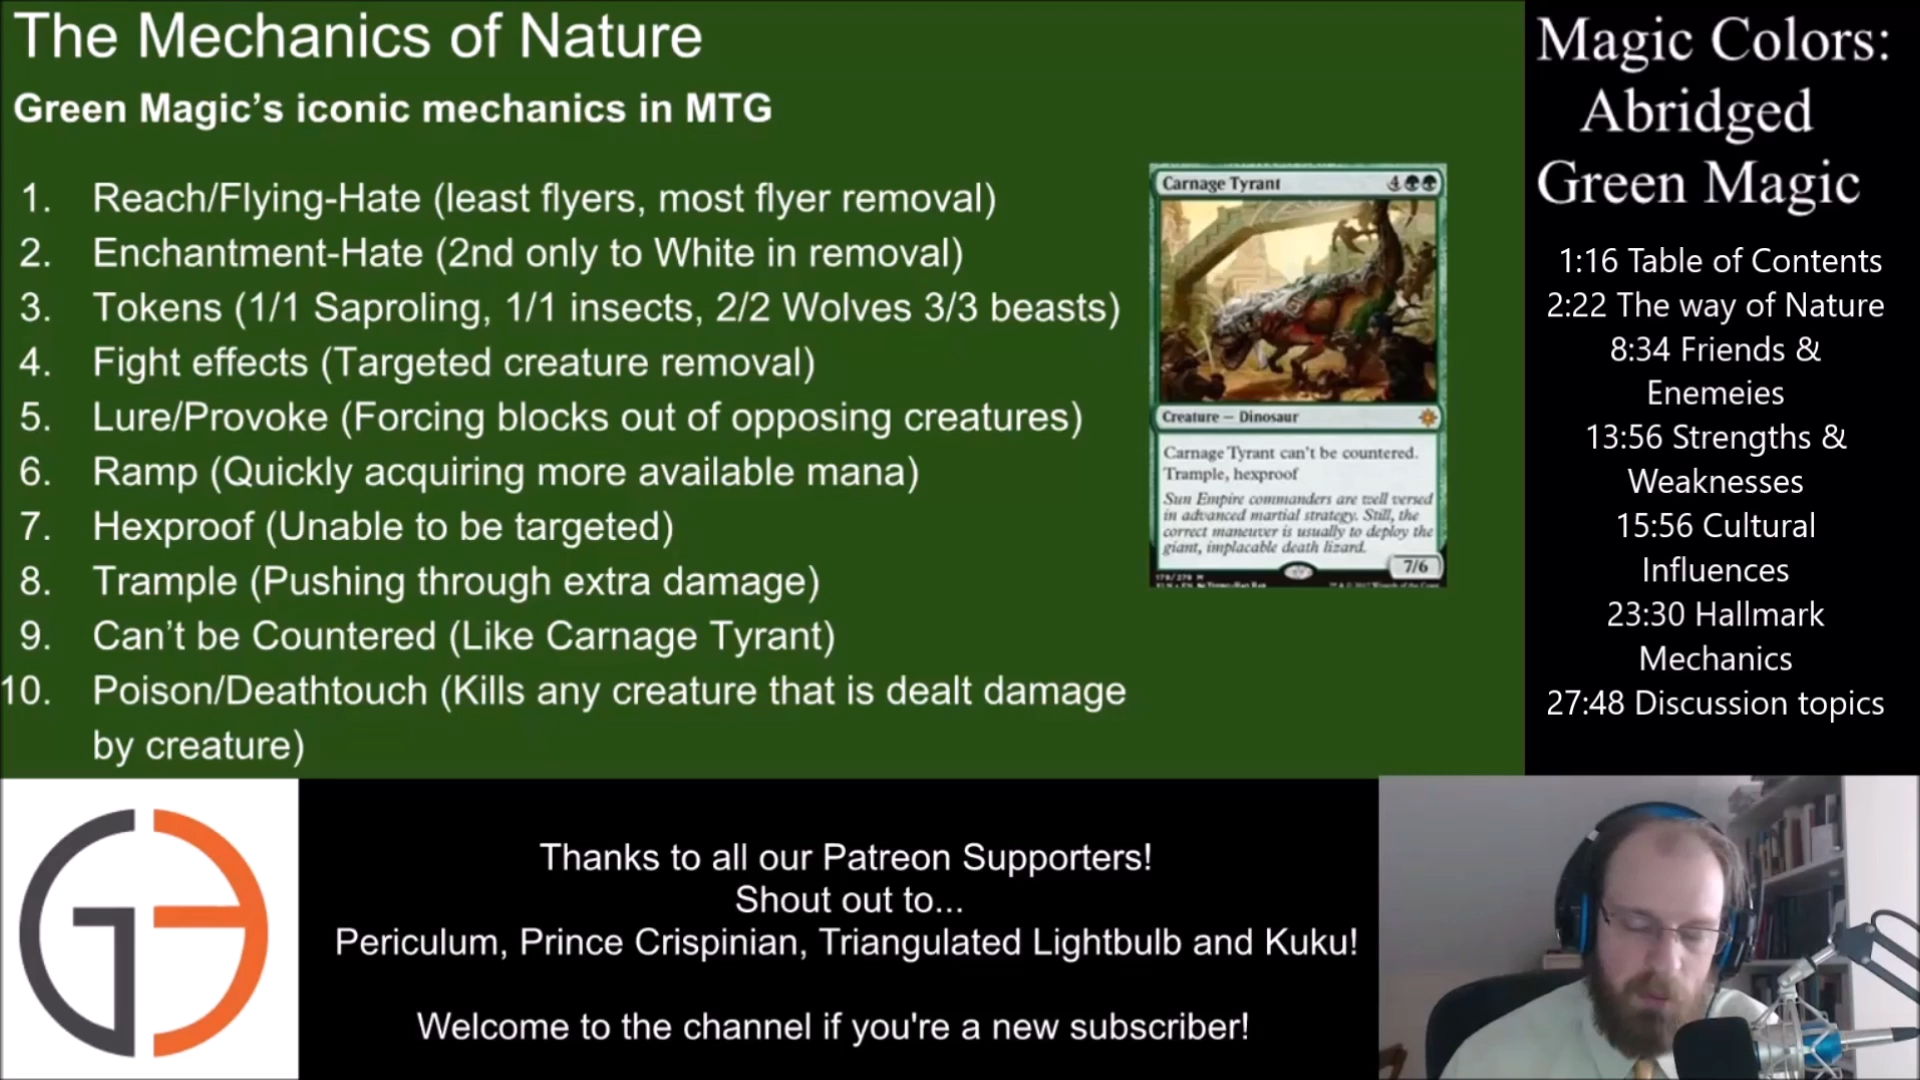 The Mechanics of Nature
Green Magic's iconic mechanics in MTG
1. Reach/Flying-Hate (least flyers, most flyer removal)
2. Enchantment-Hate (2nd only to White in removal)
3. Tokens (1/1 Saproling, 1/1 insects, 2/2 Wolves 3/3 beasts)
4. Fight effects (Targeted creature removal)
5. Lure/Provoke (Forcing blocks out of opposing creatures)
6. Ramp (Quickly acquiring more available mana)
7. Hexproof (Unable to be targeted)
8. Trample (Pushing through extra damage)
9. Can't be Countered (Like Carnage Tyrant)
10. Poison/Deathtouch (Kills any creature that is dealt damage
by creature)
Carnage Tyrant 4
Creature – Dinosaur
Carnage Tyrant can't be countered.
Trample, hexproof
Sun Empire commanders are well versed
in advanced martial strategy. Still, the
correct maneuver is usually to deploy the
giant, implacable death lizard.
7/6
Magic Colors:
Abridged
Green Magic
1:16 Table of Contents
2:22 The way of Nature
8:34 Friends &
Enemeies
13:56 Strengths &
Weaknesses
15:56 Cultural
Influences
23:30 Hallmark
Mechanics
27:48 Discussion topics
Thanks to all our Patreon Supporters!
Shout out to...
Periculum, Prince Crispinian, Triangulated Lightbulb and Kuku!
Welcome to the channel if you're a new subscriber!